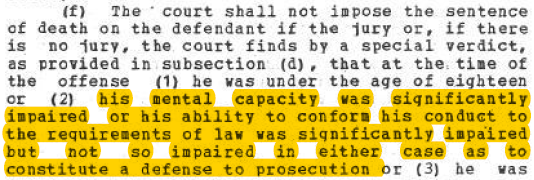 (f) The court shall not impose the sentence
of death on the defendant if the jury or, if there
is no jury, the court finds by a special verdict,
as provided in subsection (d), that at the time of
the offense (1) he was under the age of eighteen
or (2) his mental capacity was significantly
impaired or his ability to conform his conduct to
the requirements of law was significantly impaired
but not so impaired in either case as to
constitute a defense to prosecution or (3) he was